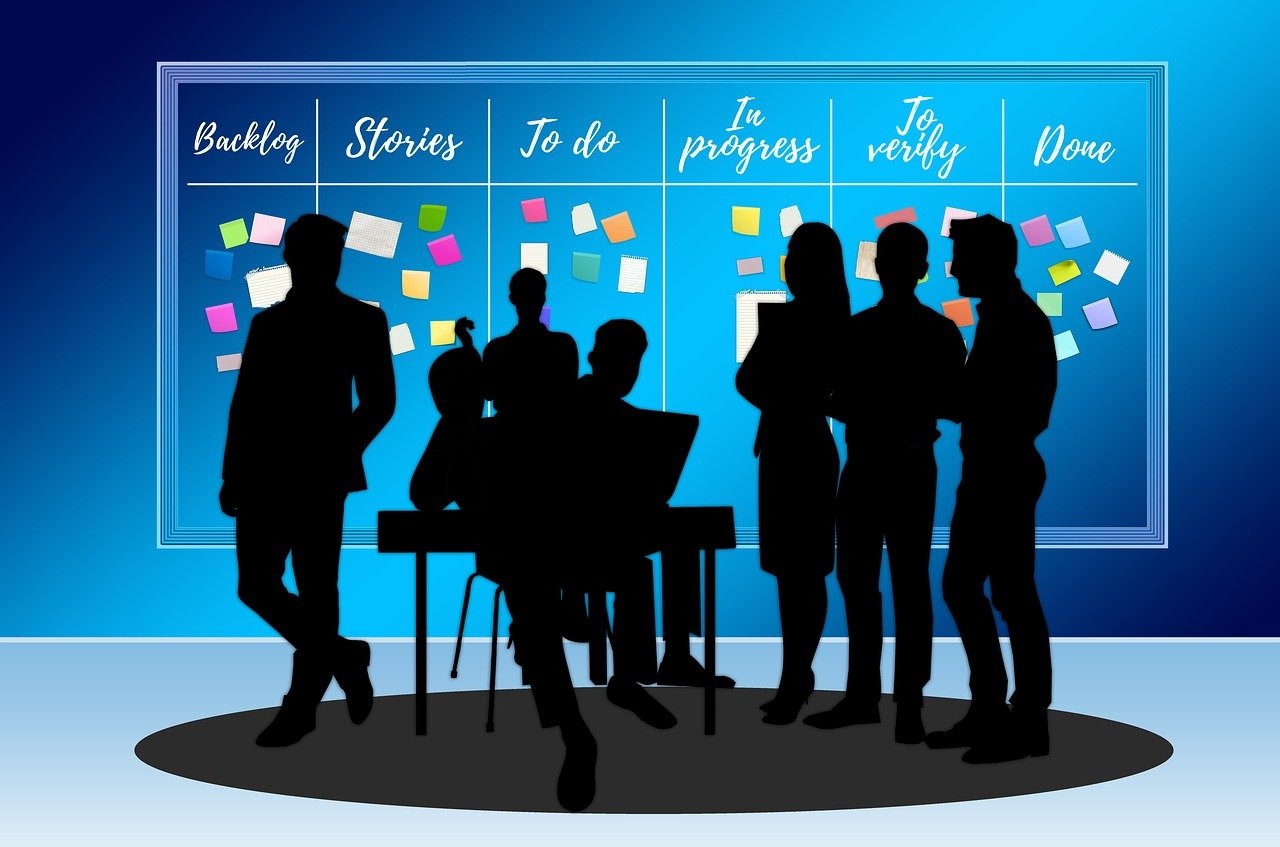 Backlog
Stories
To do
In
progress
To
verify
Done